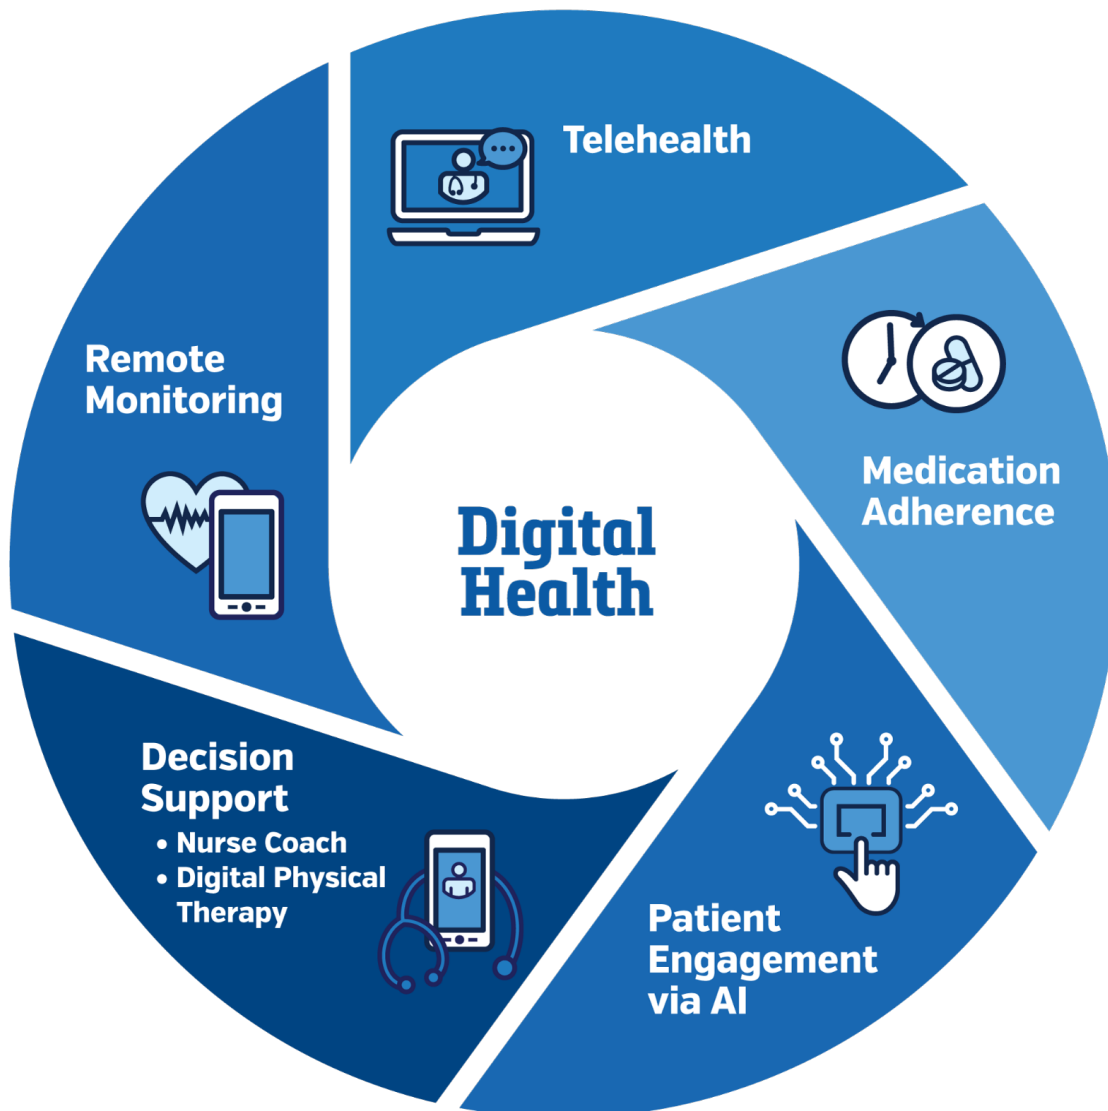 Telehealth
Medication
Adherence
Remote
Monitoring
Digital
Health
Decision
Support
• Nurse Coach
• Digital Physical
Therapy
Patient
Engagement
via AI